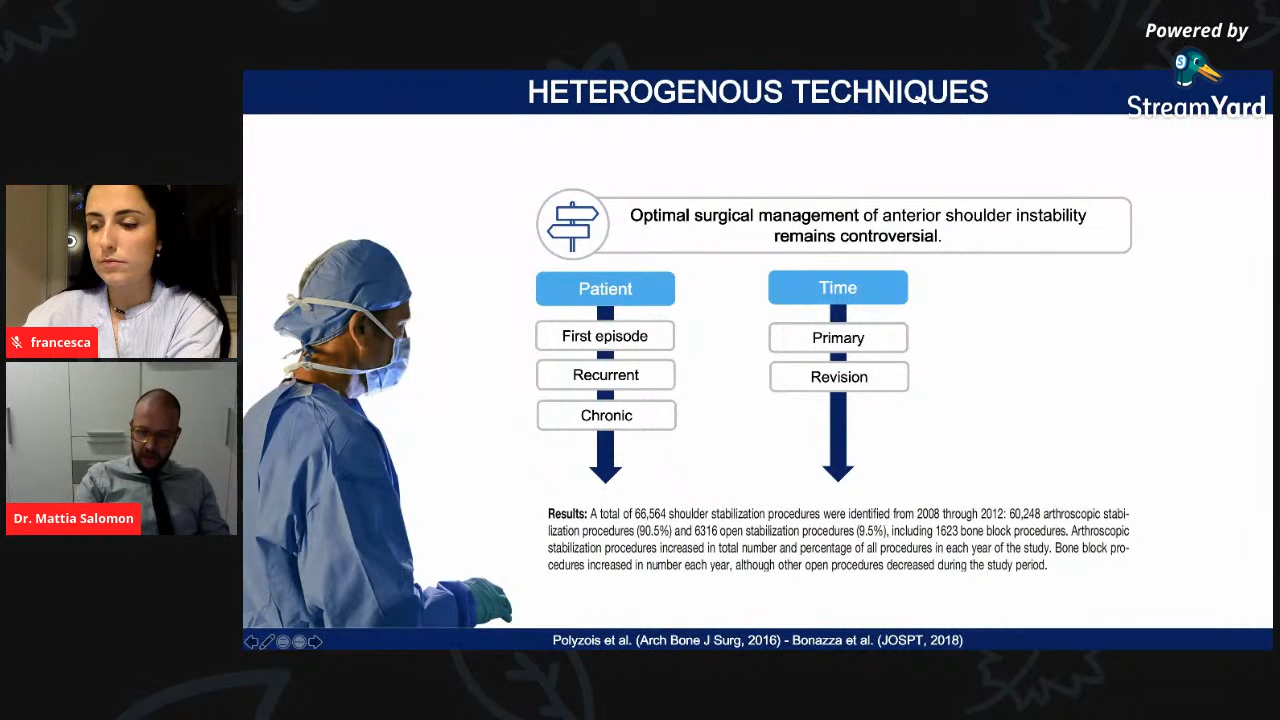 Powered by
StreamYard
HETEROGENOUS TECHNIQUES
Optimal surgical management of anterior shoulder instability
remains controversial.
Patient
First episode
Recurrent
Chronic
Time
Primary
Revision
Results: A total of 66,564 shoulder stabilization procedures were identified from 2008 through 2012: 60,248 arthroscopic stabi-
lization procedures (90.5%) and 6316 open stabilization procedures (9.5%), including 1623 bone block procedures. Arthroscopic
stabilization procedures increased in total number and percentage of all procedures in each year of the study. Bone block pro-
cedures increased in number each year, although other open procedures decreased during the study period.
Polyzois et al. (Arch Bone J Surg, 2016) - Bonazza et al. (JOSPT, 2018)
francesca
Dr. Mattia Salomon